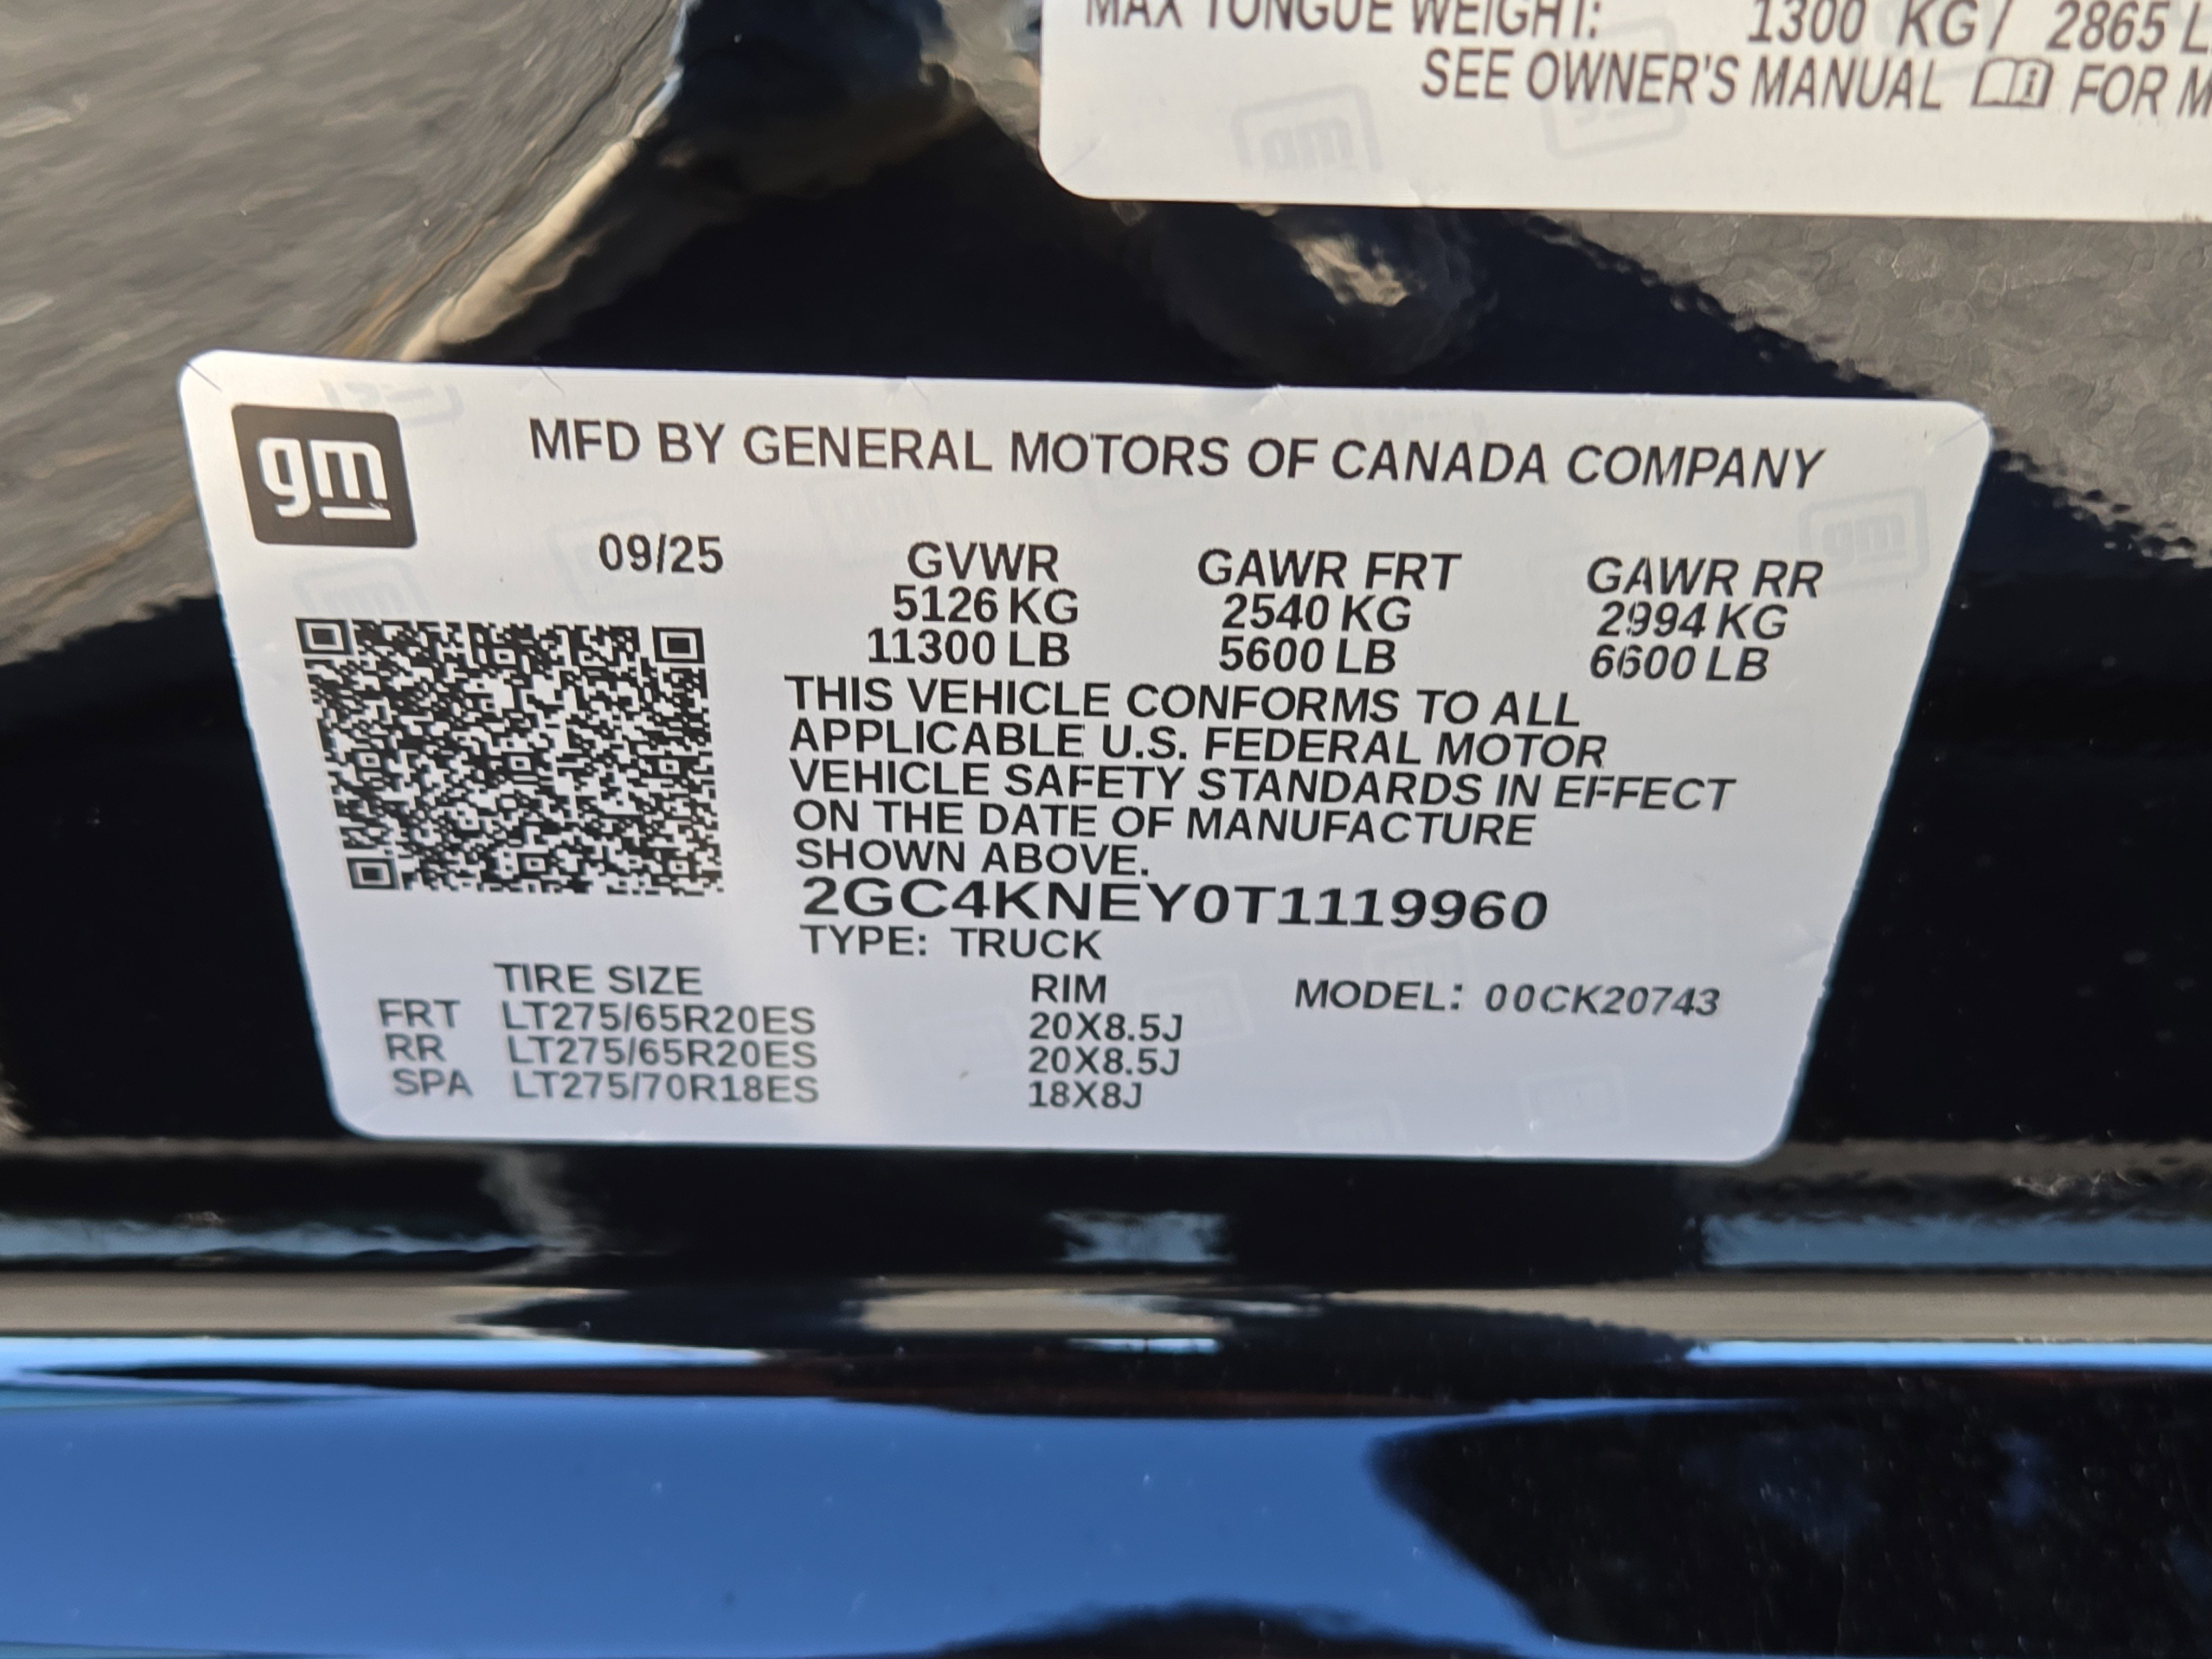 MAX TONGUE WEIGHT: 1300 KG / 2865 L
SEE OWNER'S MANUAL FOR M
gm
MFD BY GENERAL MOTORS OF CANADA COMPANY
09/25 GVWR GAWR FRT GAWR RR
5126 KG 2540 KG 2994 KG
11300 LB 5600 LB 6600 LB
THIS VEHICLE CONFORMS TO ALL
APPLICABLE U.S. FEDERAL MOTOR
VEHICLE SAFETY STANDARDS IN EFFECT
ON THE DATE OF MANUFACTURE
SHOWN ABOVE.
2GC4KNEY0T1119960
TYPE: TRUCK
TIRE SIZE RIM MODEL: 00CK20743
FRT LT275/65R20ES 20X8.5J
RR LT275/65R20ES 20X8.5J
SPA LT275/70R18ES 18X8J